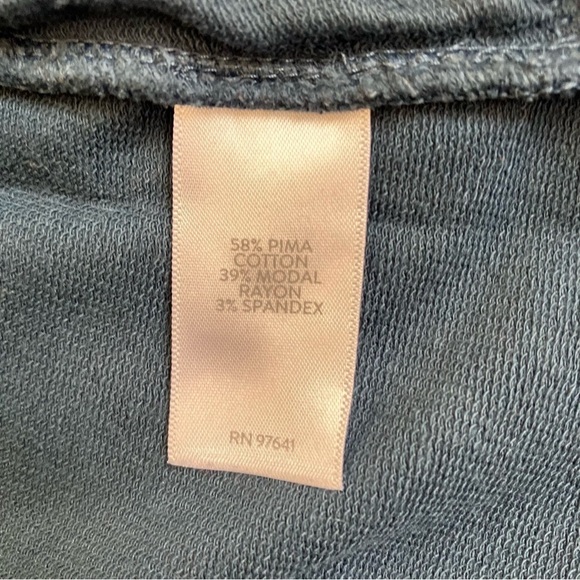 58% PIMA
COTTON
39% MODAL
RAYON
3% SPANDEX
RN 97641